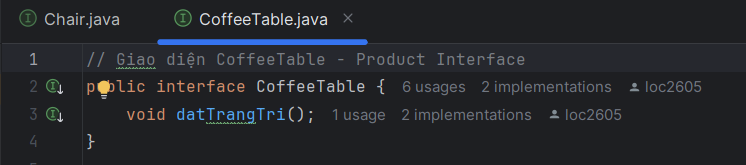 Chair.java CoffeeTable.java
1 // Giao diện CoffeeTable - Product Interface
2 public interface CoffeeTable { 6 usages 2 implementations loc2605
3 void datTrangTri(); 1 usage 2 implementations loc2605
4 }